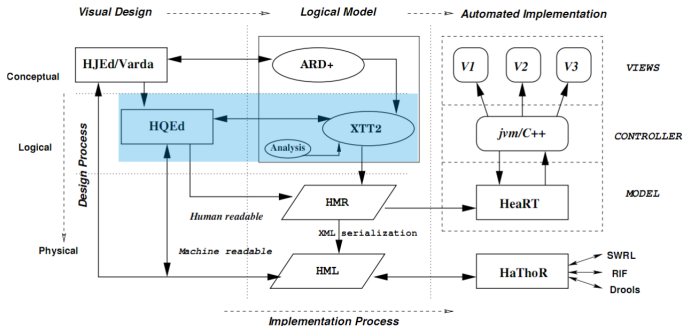 Visual Design
Logical Model
Automated Implementation
HJEd/Varda
ARD+
V1
V2
V3
VIEWS
Conceptual
Logical
Physical
Design Process
HQEd
XTT2
Analysis
jvm/C++
CONTROLLER
HMR
HeaRT
MODEL
Human readable
XML serialization
Machine readable
HML
HaThoR
SWRL
RIF
Drools
Implementation Process